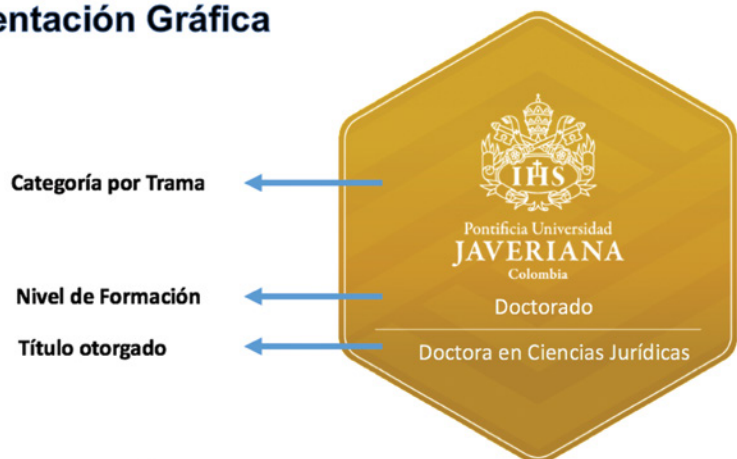 entación Gráfica
Categoría por Trama
Nivel de Formación
Título otorgado
IHS
Pontificia Universidad
JAVERIANA
Colombia
Doctorado
Doctora en Ciencias Jurídicas